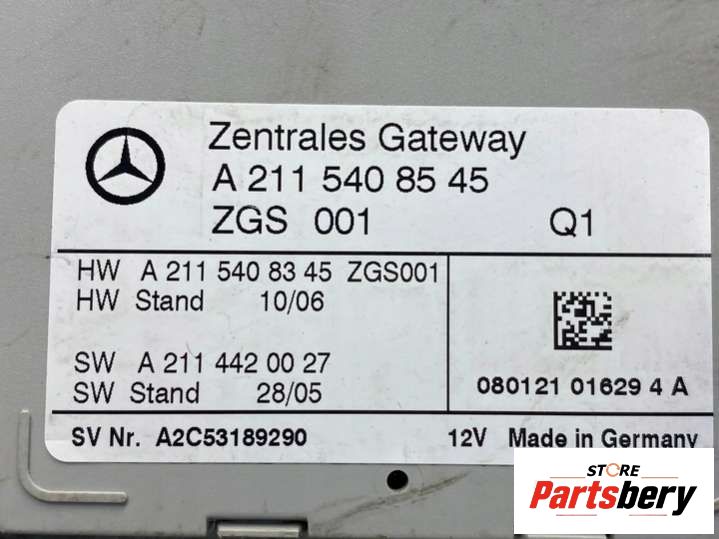 Zentrales Gateway
A 211 540 85 45
ZGS 001 Q1
HW A 211 540 83 45 ZGS001
HW Stand 10/06
SW A 211 442 00 27
SW Stand 28/05
080121 01629 4 A
SV Nr. A2C53189290 12V Made in Germany
STORE
Partsbery